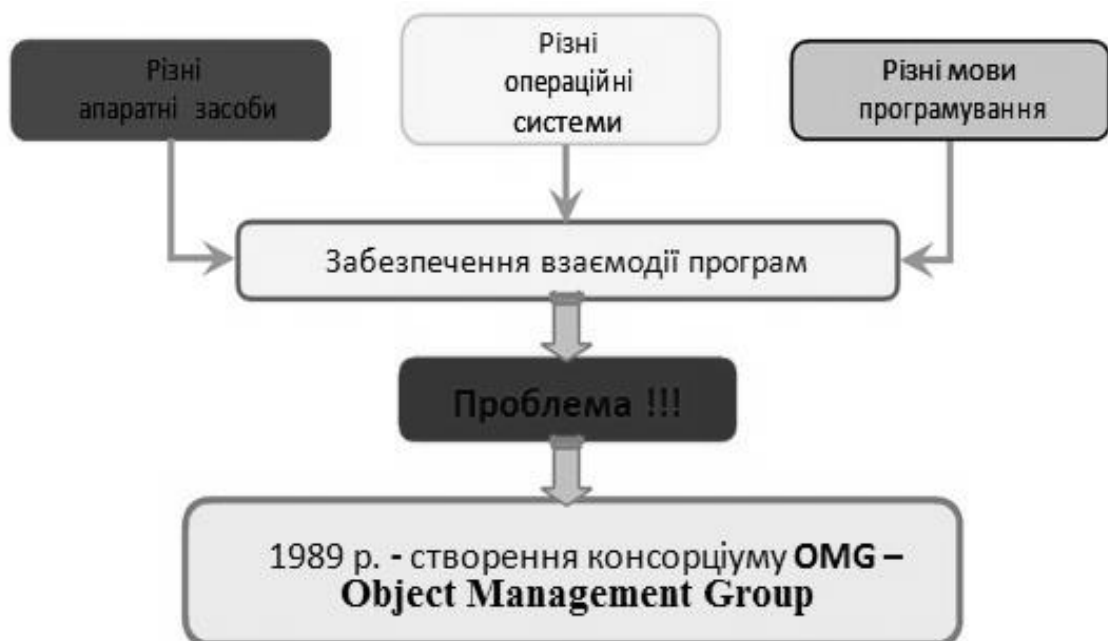 Різні
апаратні засоби
Різні
операційні
системи
Різні мови
програмування
Забезпечення взаємодії програм
Проблема !!!
1989 р. - створення консорціуму OMG –
Object Management Group